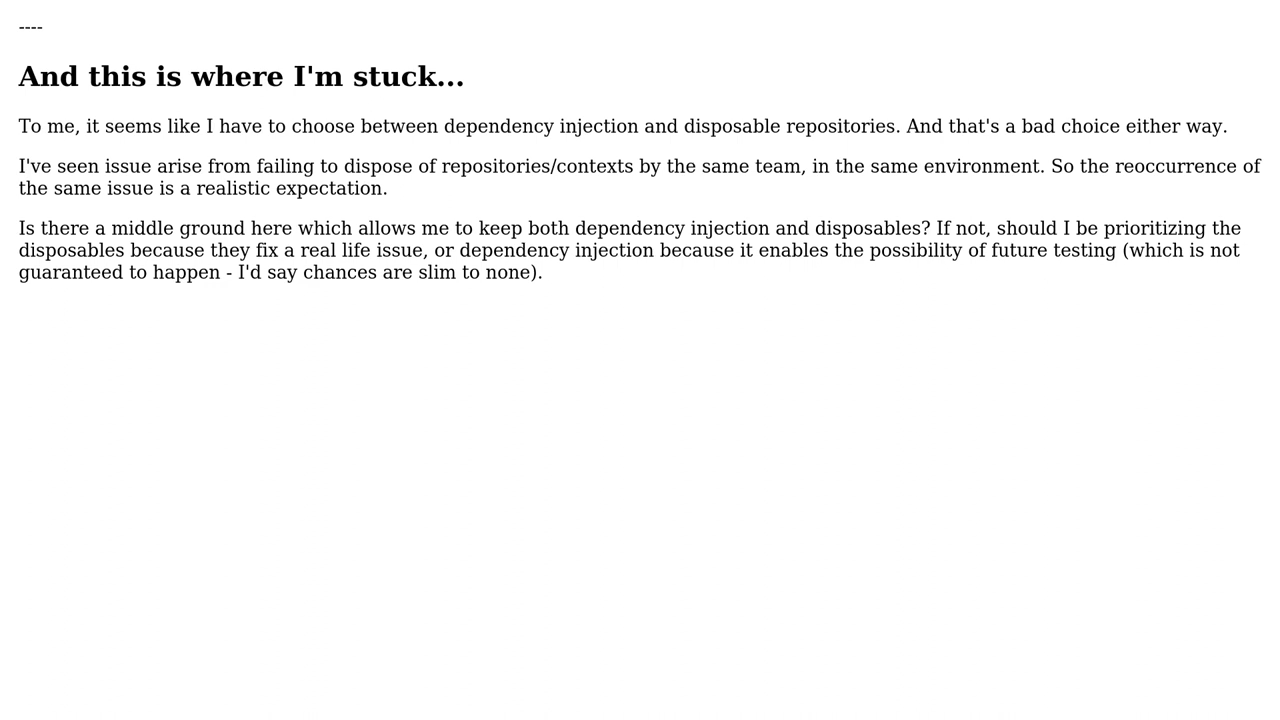 ----
And this is where I'm stuck...
To me, it seems like I have to choose between dependency injection and disposable repositories. And that's a bad choice either way.
I've seen issue arise from failing to dispose of repositories/contexts by the same team, in the same environment. So the reoccurrence of
the same issue is a realistic expectation.
Is there a middle ground here which allows me to keep both dependency injection and disposables? If not, should I be prioritizing the
disposables because they fix a real life issue, or dependency injection because it enables the possibility of future testing (which is not
guaranteed to happen - I'd say chances are slim to none).